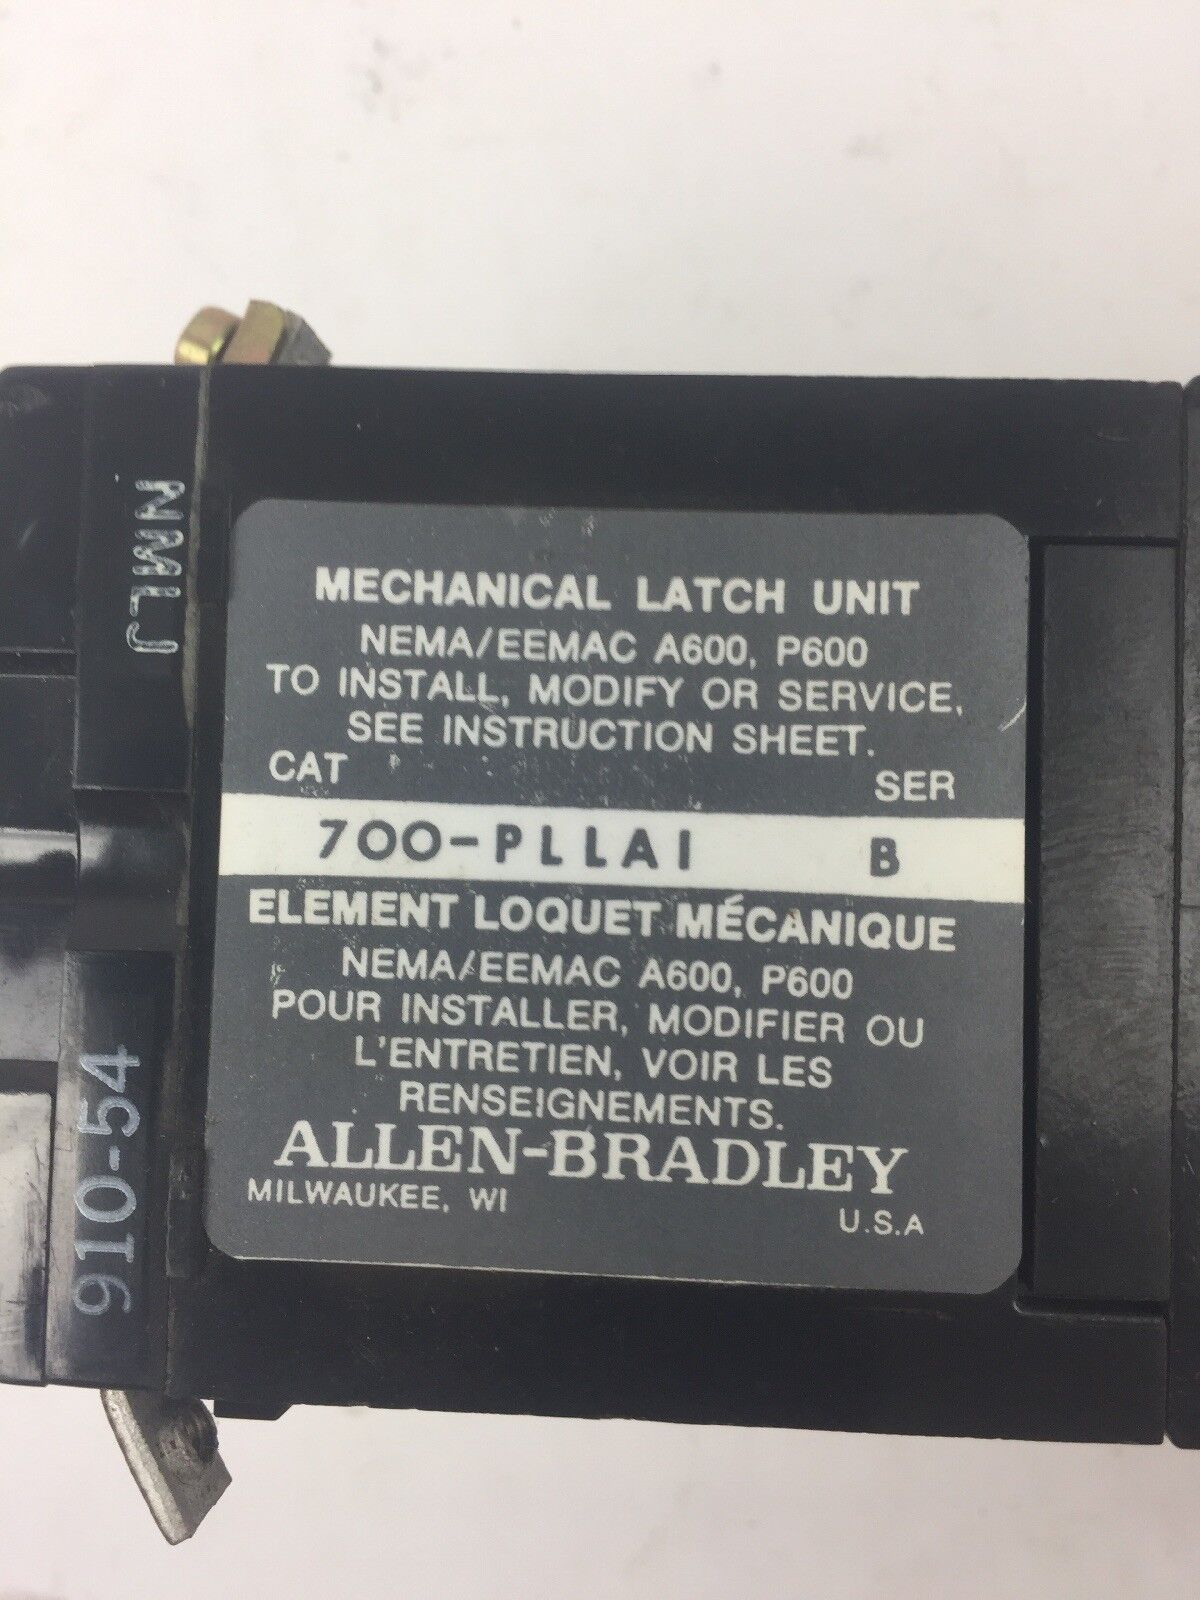 MECHANICAL LATCH UNIT
NEMA/EEMAC A600, P600
TO INSTALL, MODIFY OR SERVICE,
SEE INSTRUCTION SHEET.
CAT SER
700-PLLA1 B
ELEMENT LOQUET MÉCANIQUE
NEMA/EEMAC A600, P600
POUR INSTALLER, MODIFIER OU
L'ENTRETIEN, VOIR LES
RENSEIGNEMENTS.
ALLEN-BRADLEY
MILWAUKEE, WI
U.S.A
910-54